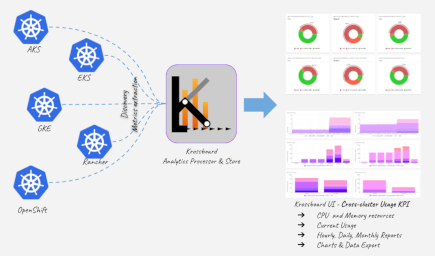 AKS
EKS
GKE
Rancher
OpenShift
Discovery
Metrics extraction
Krossboard
Analytics Processor & Store
Krossboard UI - Cross-cluster Usage KPI
→ CPU and Memory resources
→ Current Usage
→ Hourly, Daily, Monthly Reports
→ Charts & Data Export